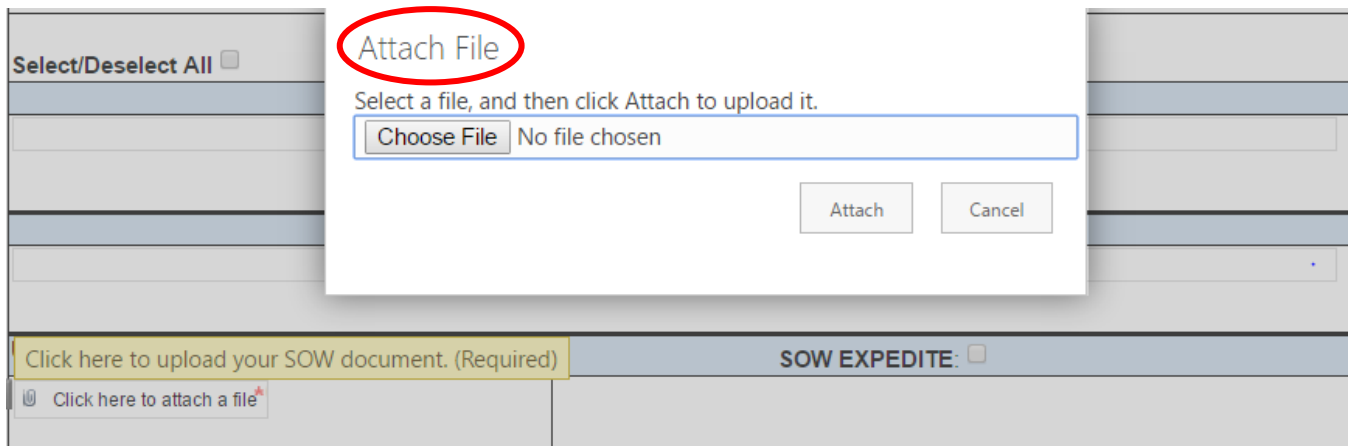 Attach File
Select/Deselect All
Select a file, and then click Attach to upload it.
Choose File No file chosen
Attach Cancel
Click here to upload your SOW document. (Required) SOW EXPEDITE:
Click here to attach a file*